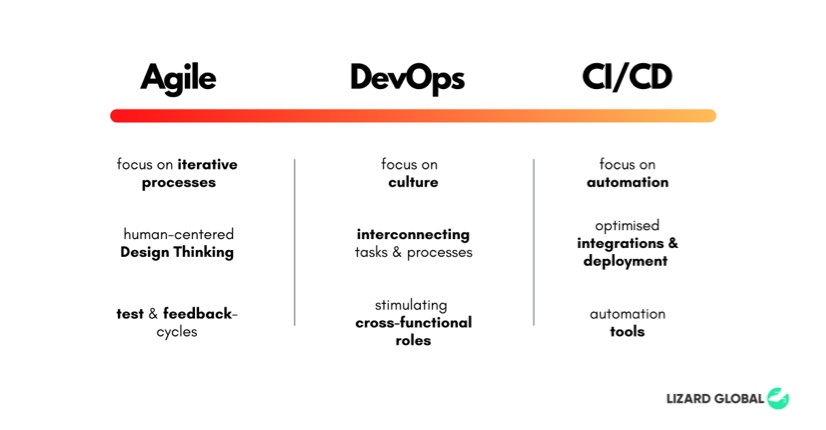 Agile
DevOps
CI/CD
focus on iterative
processes
human-centered
Design Thinking
test & feedback-
cycles
focus on
culture
interconnecting
tasks & processes
stimulating
cross-functional
roles
focus on
automation
optimised
integrations &
deployment
automation
tools
LIZARD GLOBAL